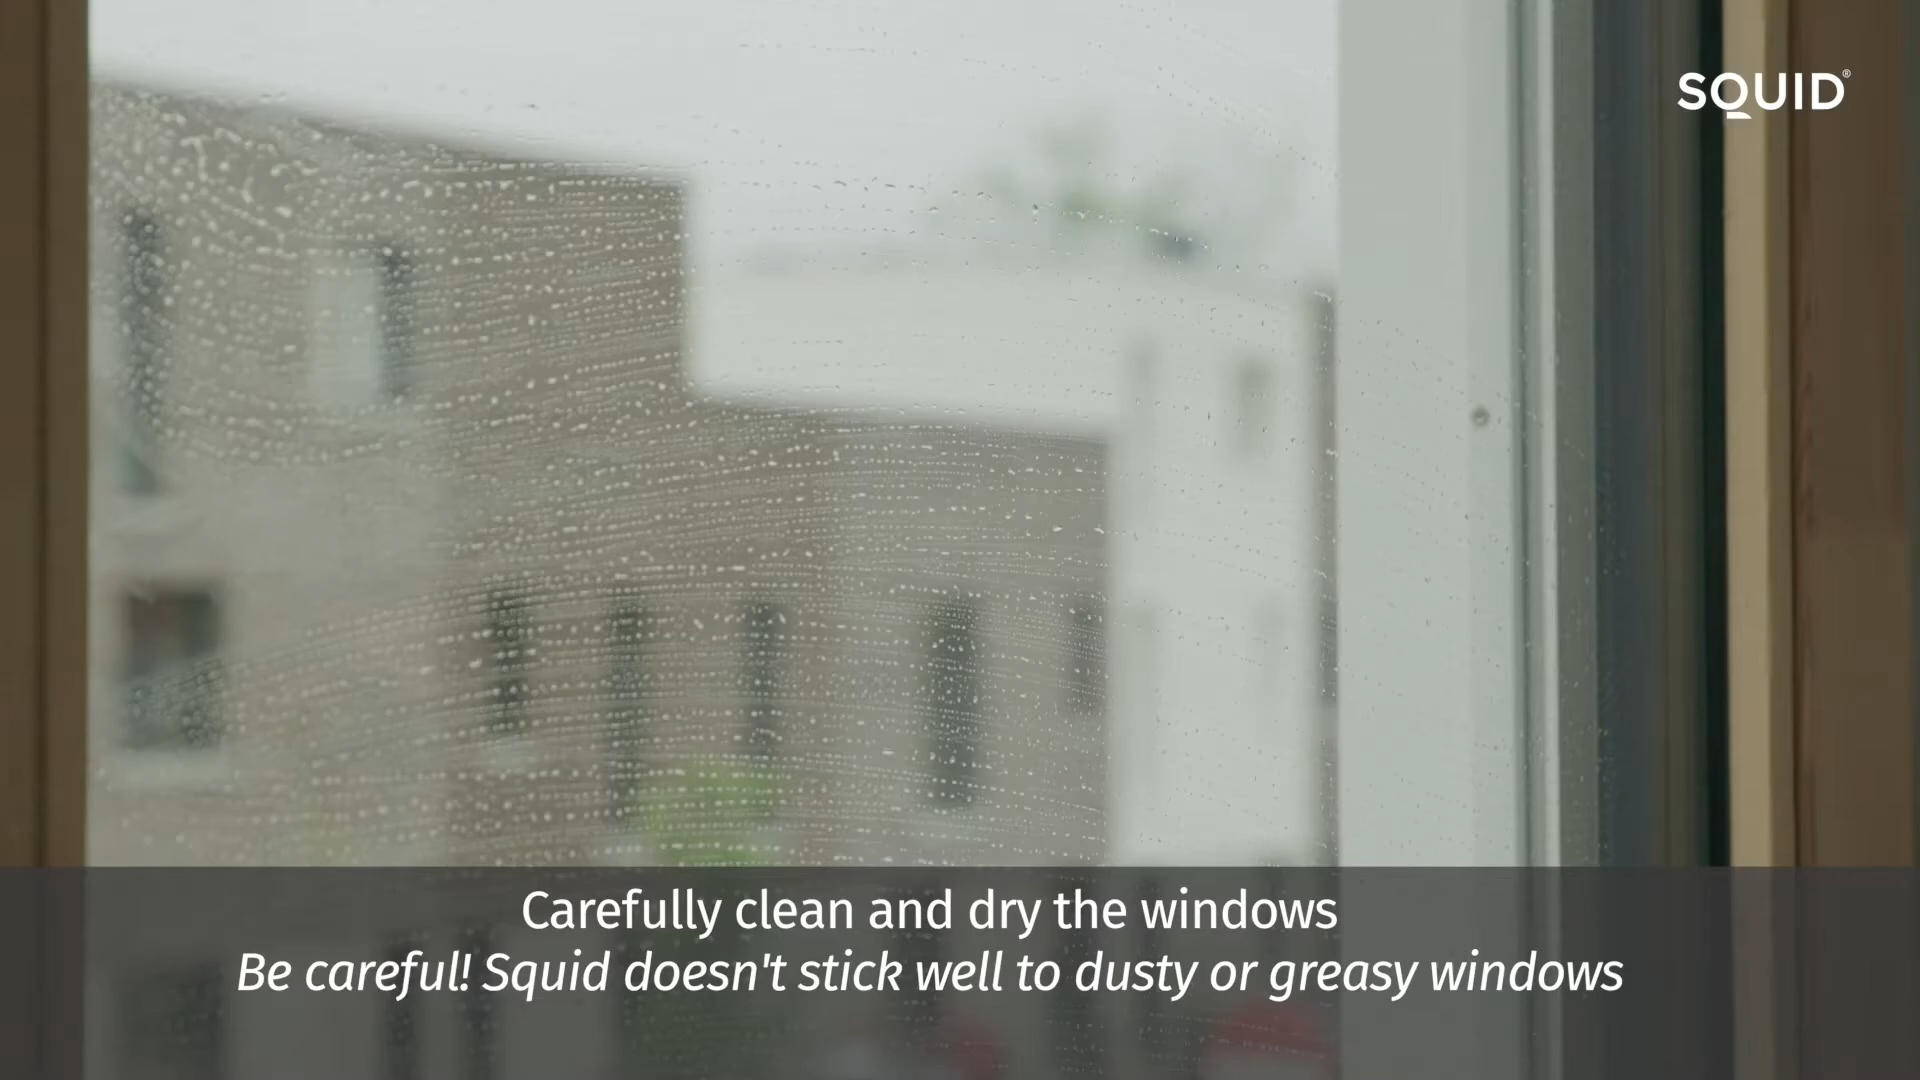 SQUID®
Carefully clean and dry the windows
Be careful! Squid doesn't stick well to dusty or greasy windows